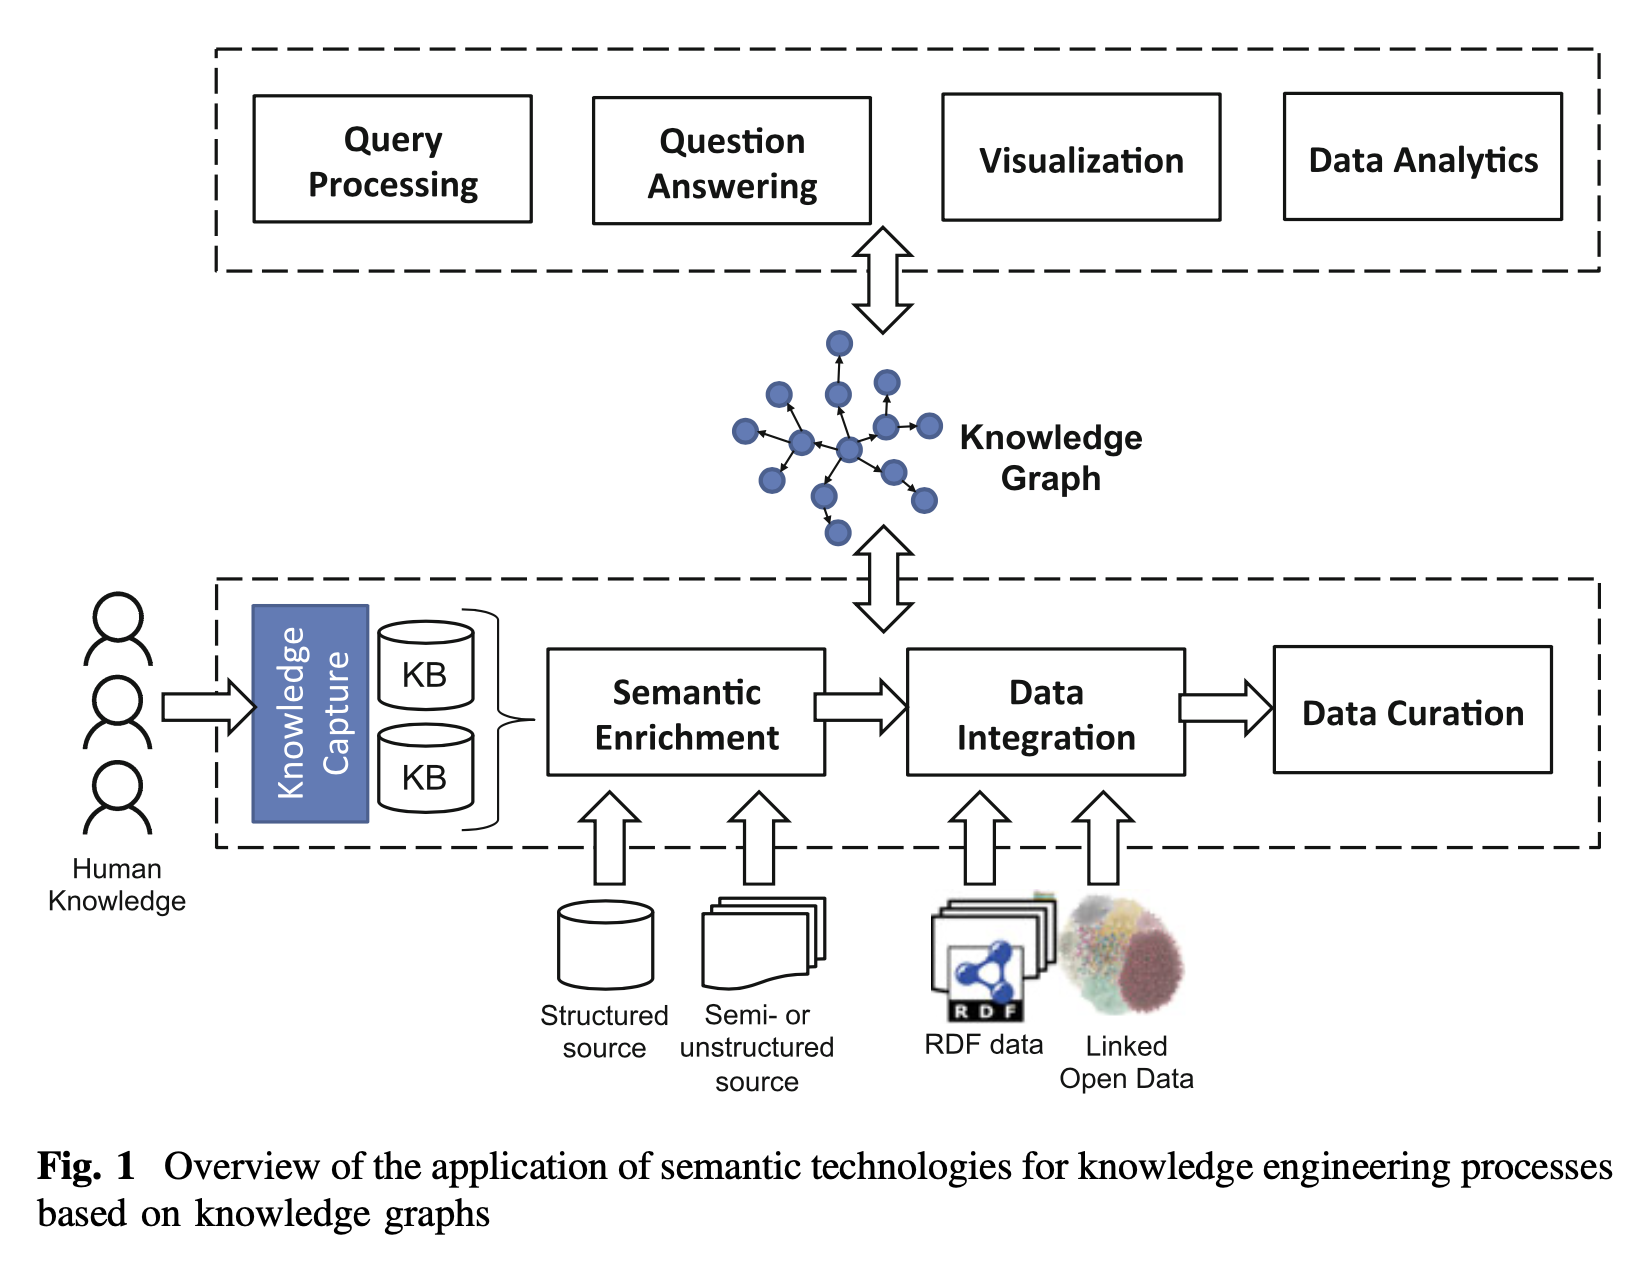 Query
Processing
Question
Answering
Visualization
Data Analytics
Knowledge
Graph
Knowledge
Capture
KB
KB
Semantic
Enrichment
Data
Integration
Data Curation
Human
Knowledge
Structured
source
Semi- or
unstructured
source
RDF
RDF data
Linked
Open Data
Fig. 1 Overview of the application of semantic technologies for knowledge engineering processes
based on knowledge graphs